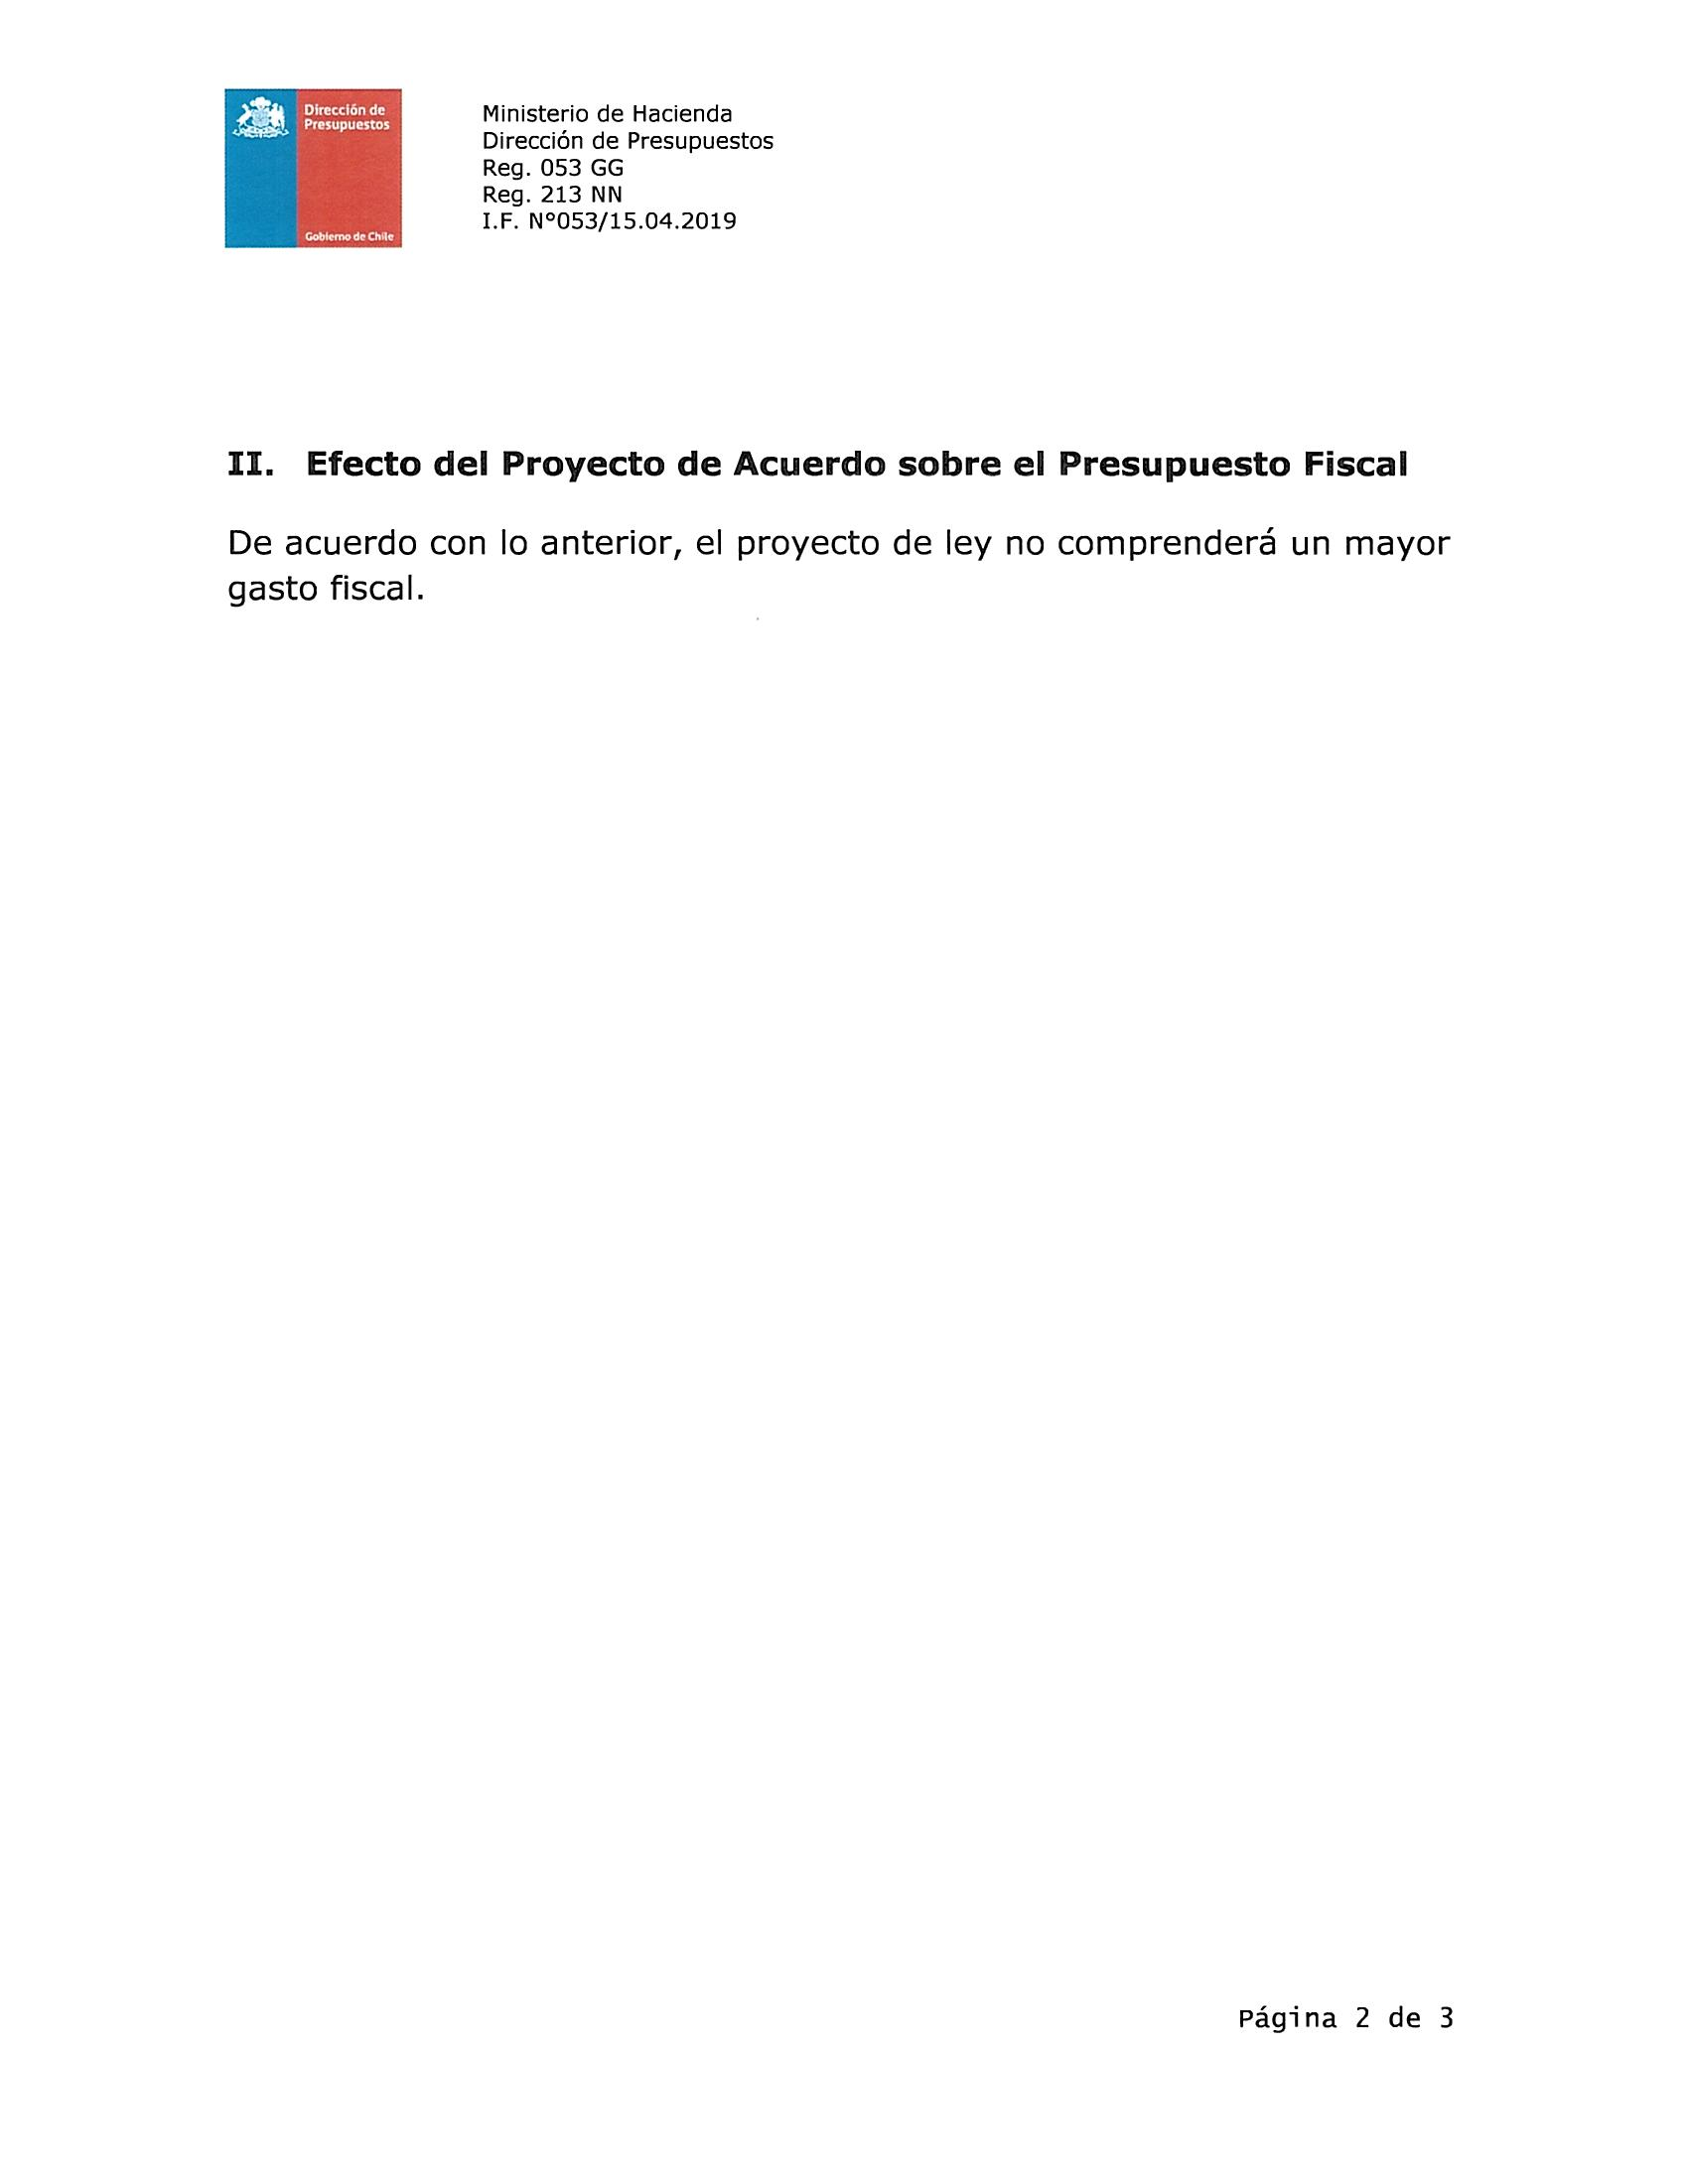 Dirección de
Presupuestos
Gobierno de Chile
Ministerio de Hacienda
Dirección de Presupuestos
Reg. 053 GG
Reg. 213 NN
I.F. N°053/15.04.2019
II. Efecto del Proyecto de Acuerdo sobre el Presupuesto Fiscal
De acuerdo con lo anterior, el proyecto de ley no comprenderá un mayor
gasto fiscal.
Página 2 de 3